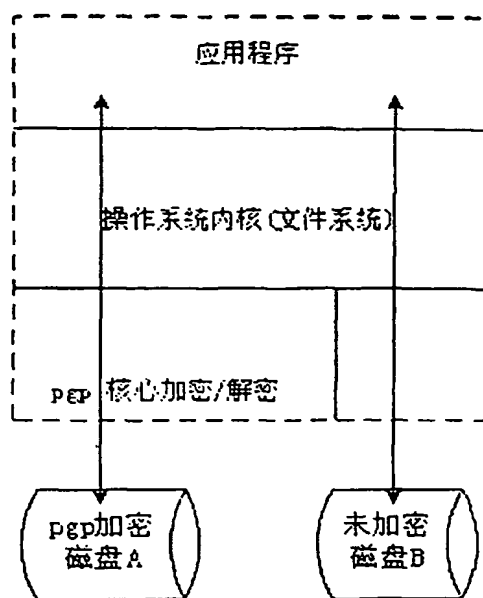 应用程序
操作系统内核(文件系统)
pgp 核心加密/解密
pgp加密
磁盘A
未加密
磁盘B